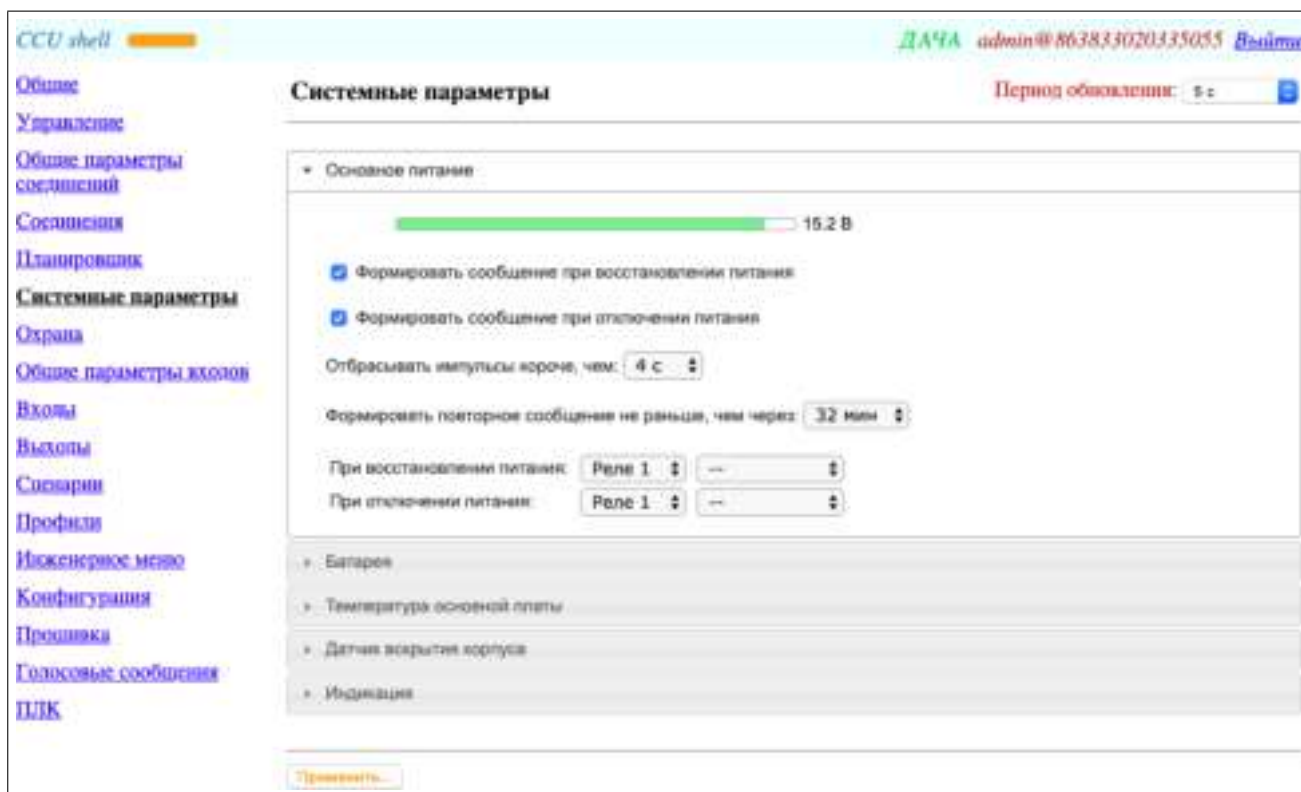 CCU shell
ДАЧА admin@863833020335055 Выйти
Общие
Управление
Общие параметры
соединений
Соединения
Планировщик
Системные параметры
Охрана
Общие параметры входов
Входы
Выходы
Сценарии
Профили
Инженерное меню
Конфигурация
Прошивка
Голосовые сообщения
ПЛК
Системные параметры
Период обновления: 5 с
Основное питание
15.2 В
Формировать сообщение при восстановлении питания
Формировать сообщение при отключении питания
Отбрасывать импульсы короче, чем: 4 с
Формировать повторное сообщение не раньше, чем через: 32 мин
При восстановлении питания: Реле 1 --
При отключении питания: Реле 1 --
Батарея
Температура основной платы
Датчик вскрытия корпуса
Индикация
Применить...